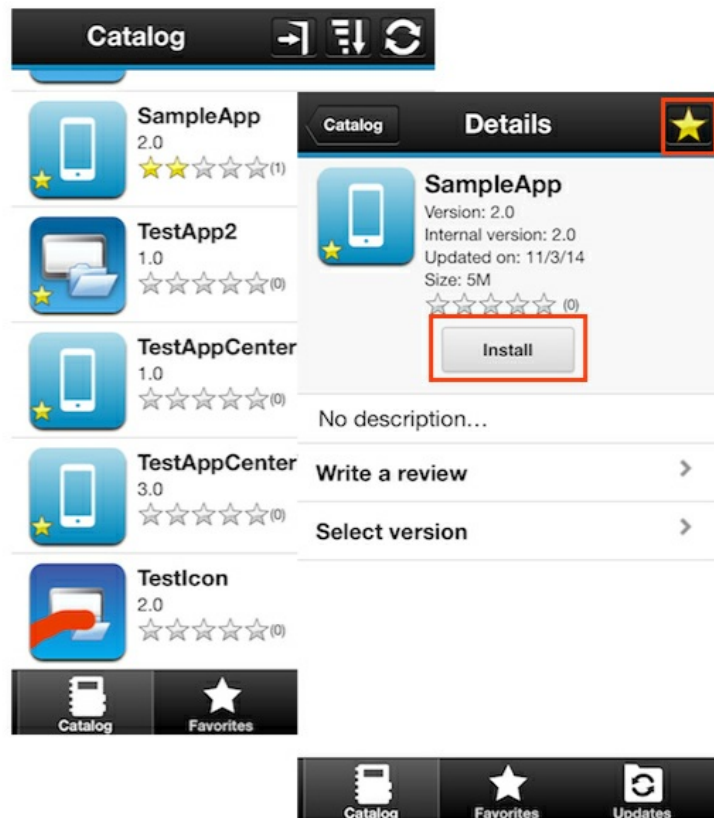 Catalog
SampleApp
2.0
(1)
TestApp2
1.0
(0)
TestAppCenter
1.0
(0)
TestAppCenter
3.0
(0)
TestIcon
2.0
(0)
Catalog Favorites
Catalog Details
SampleApp
Version: 2.0
Internal version: 2.0
Updated on: 11/3/14
Size: 5M
(0)
Install
No description...
Write a review
Select version
Catalog Favorites Updates